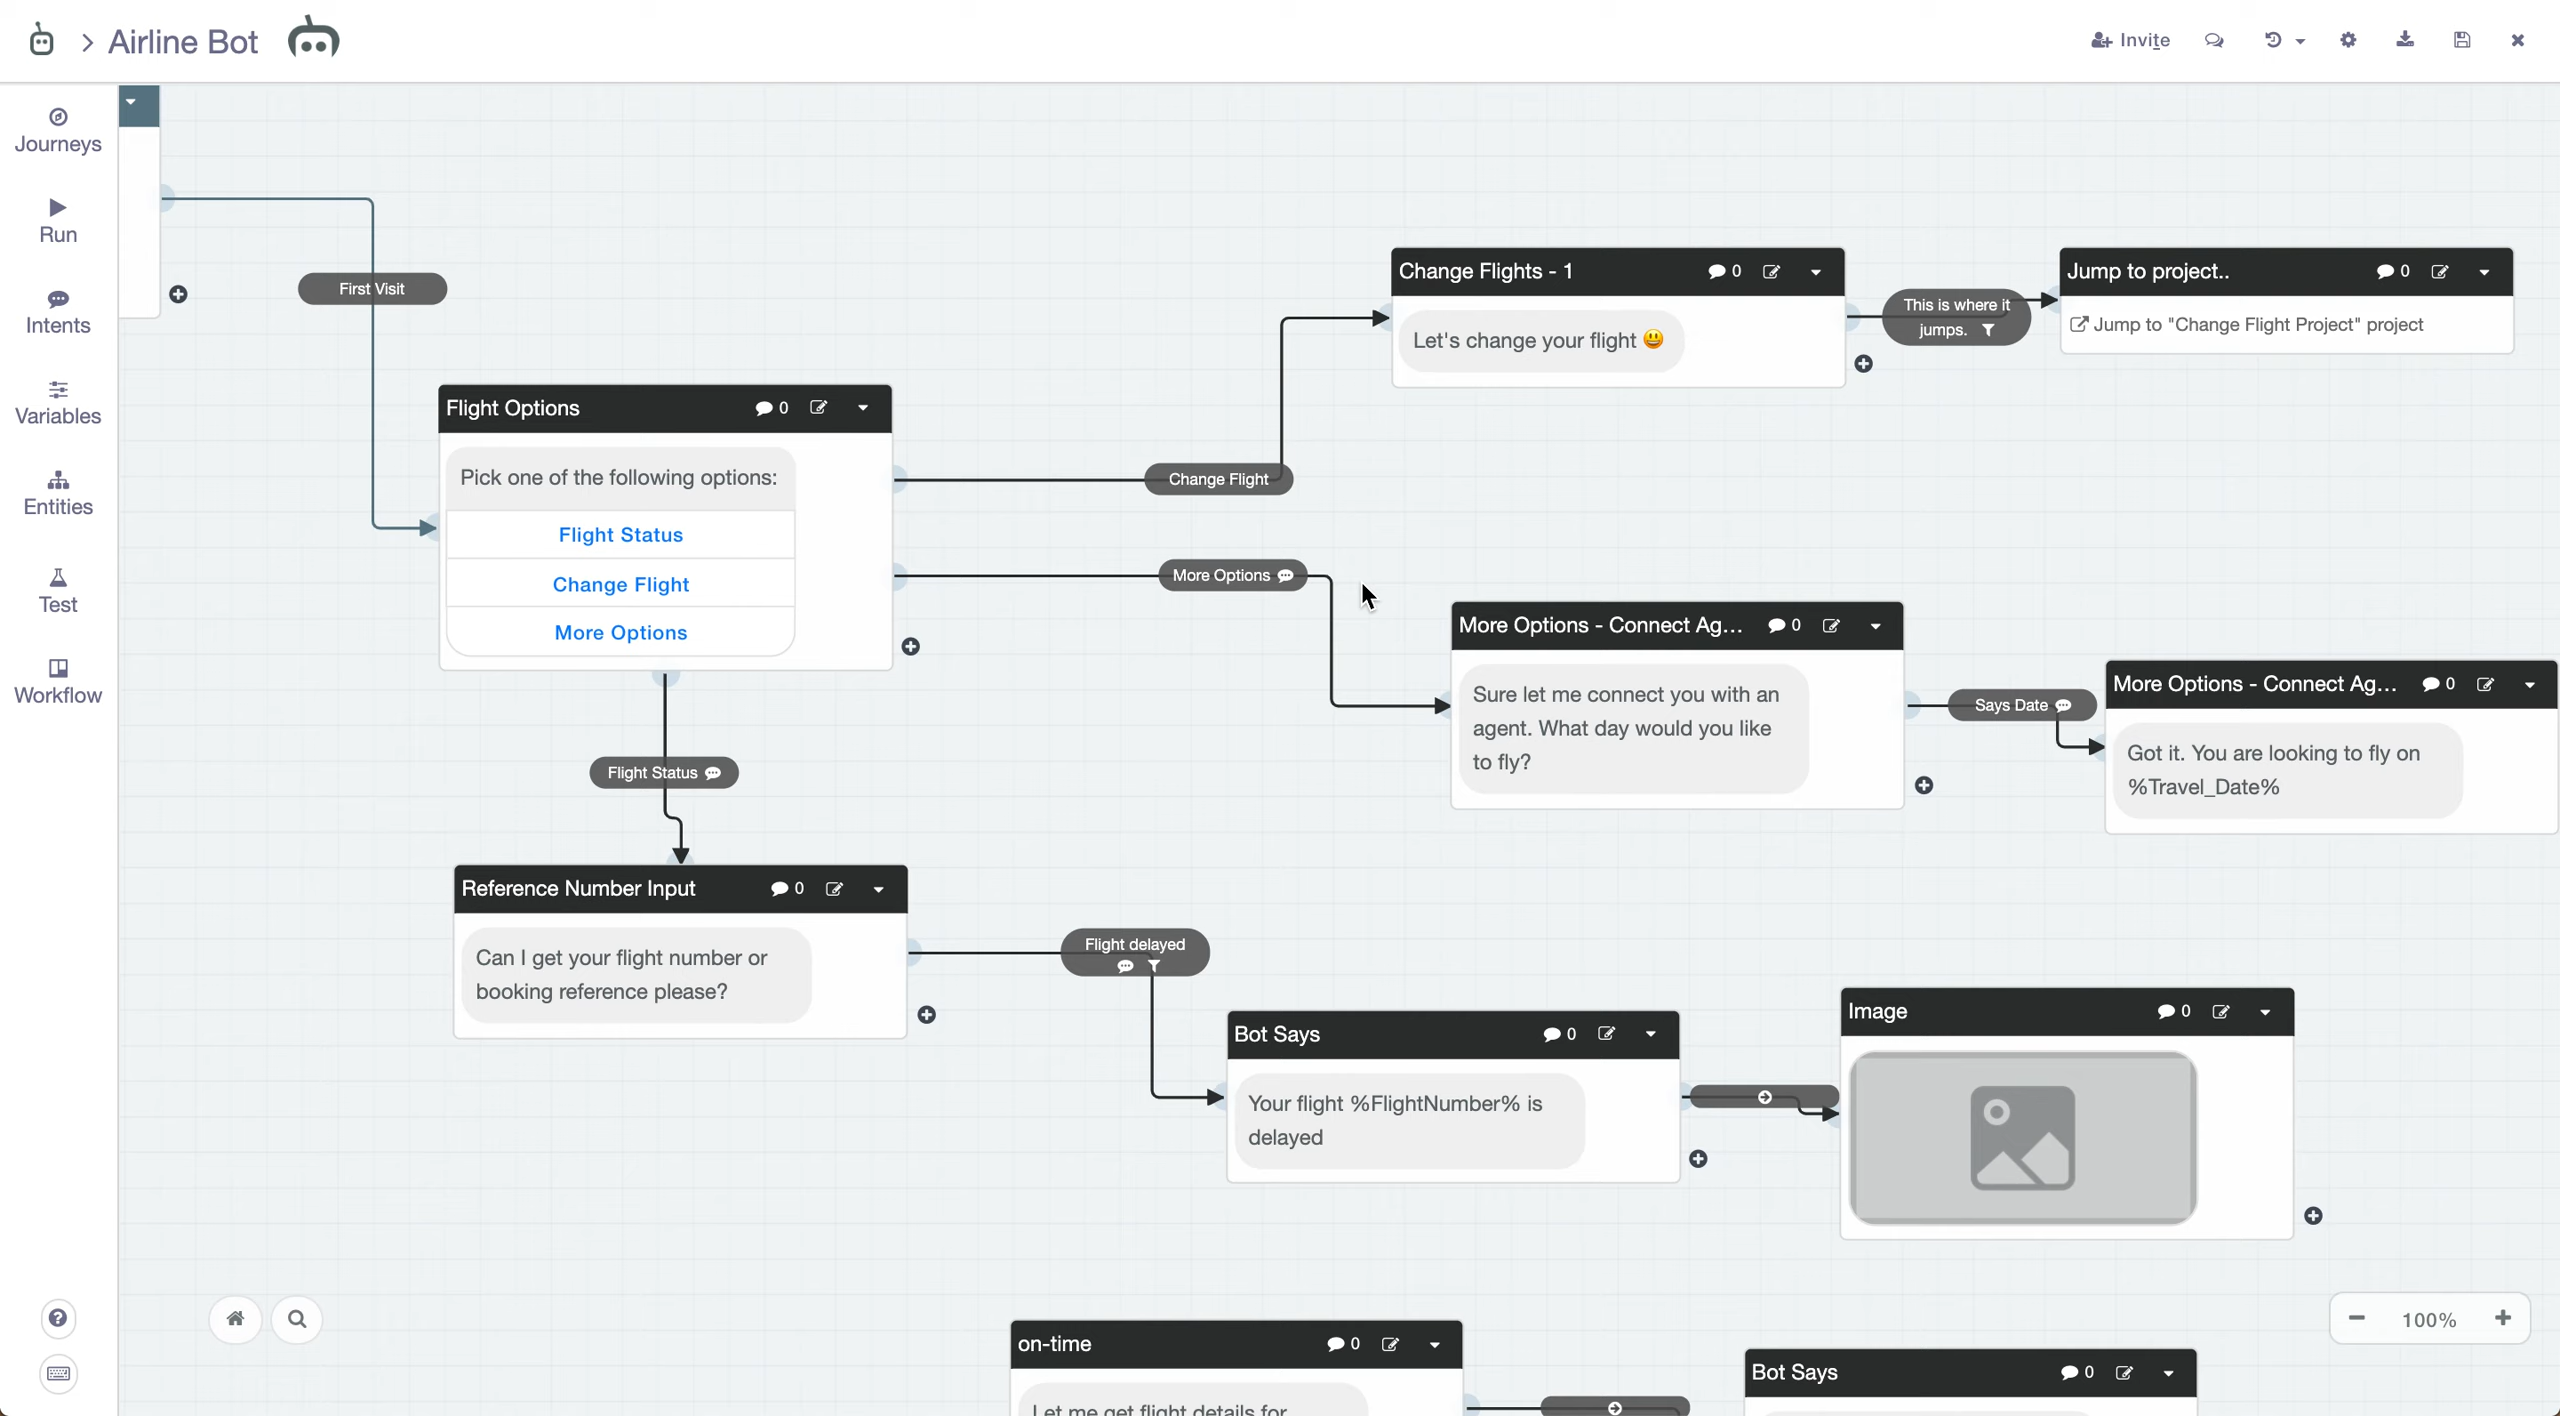 Airline Bot
Invite
Journeys
Run
Intents
Variables
Entities
Test
Workflow
First Visit
Flight Options
0
Pick one of the following options:
Flight Status
Change Flight
More Options
Change Flight
More Options
Flight Status
Change Flights - 1
0
Let's change your flight 😃
This is where it
jumps.
Jump to project..
0
Jump to "Change Flight Project" project
More Options - Connect Ag...
0
Sure let me connect you with an
agent. What day would you like
to fly?
Says Date
More Options - Connect Ag...
0
Got it. You are looking to fly on
%Travel_Date%
Reference Number Input
0
Can I get your flight number or
booking reference please?
Flight delayed
Bot Says
0
Your flight %FlightNumber% is
delayed
Image
0
on-time
0
Let me get flight details for
Bot Says
0
100%